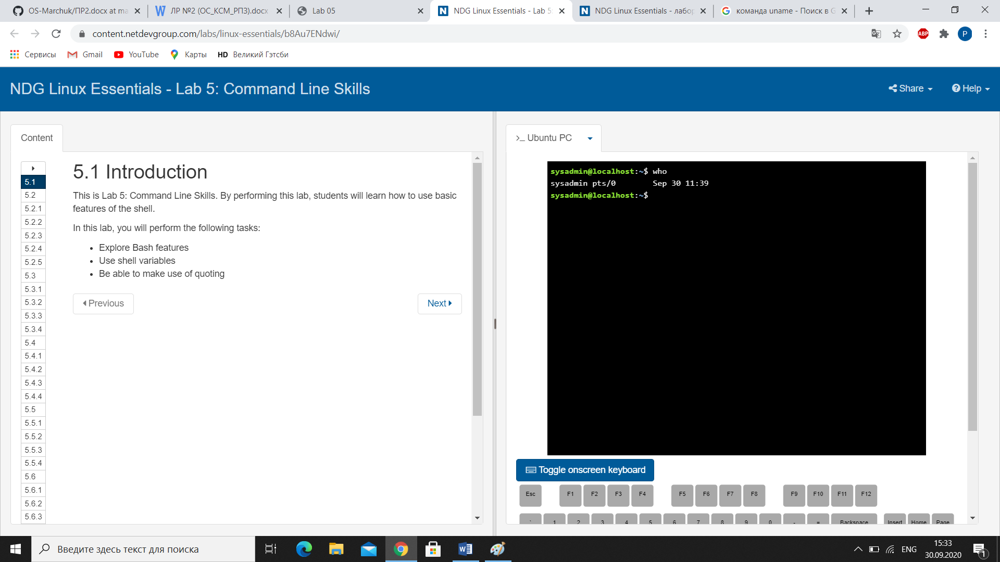 OS-Marchuk/ПР2.docx at ma
ЛР №2 (ОС_КСМ_РПЗ).docx
Lab 05
NDG Linux Essentials - Lab 5:
NDG Linux Essentials - лабор
команда uname - Поиск в G
content.netdevgroup.com/labs/linux-essentials/b8Au7ENdwi/
ABP
P
Сервисы
Gmail
YouTube
Карты
HD Великий Гэтсби
NDG Linux Essentials - Lab 5: Command Line Skills
Share
Help
Content
5.1
5.2
5.2.1
5.2.2
5.2.3
5.2.4
5.2.5
5.3
5.3.1
5.3.2
5.3.3
5.3.4
5.4
5.4.1
5.4.2
5.4.3
5.4.4
5.5
5.5.1
5.5.2
5.5.3
5.5.4
5.6
5.6.1
5.6.2
5.6.3
5.1 Introduction
This is Lab 5: Command Line Skills. By performing this lab, students will learn how to use basic
features of the shell.
In this lab, you will perform the following tasks:
• Explore Bash features
• Use shell variables
• Be able to make use of quoting
Previous
Next
>_ Ubuntu PC
sysadmin@localhost:~$ who
sysadmin pts/0        Sep 30 11:39
sysadmin@localhost:~$
Toggle onscreen keyboard
Esc F1 F2 F3 F4 F5 F6 F7 F8 F9 F10 F11 F12
` 1 2 3 4 5 6 7 8 9 0 - = Backspace Insert Home Page
Введите здесь текст для поиска
ENG
15:33
30.09.2020
1